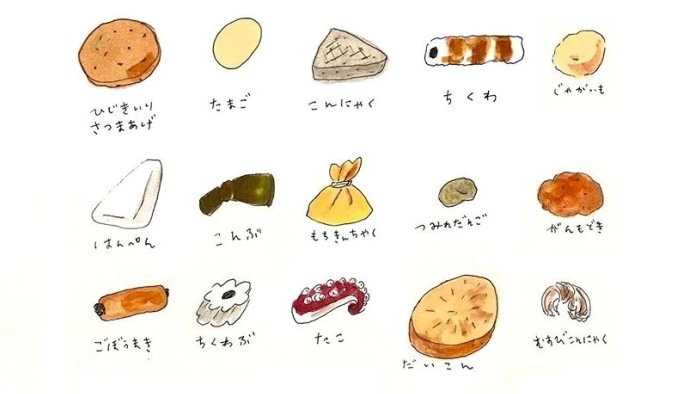 ひじきいり
さつまあげ
たまご
こんにゃく
ちくわ
じゃがいも
はんぺん
こんぶ
もちきんちゃく
つみれだんご
がんもどき
ごぼうまき
ちくわぶ
たこ
だいこん
むすびこんにゃく